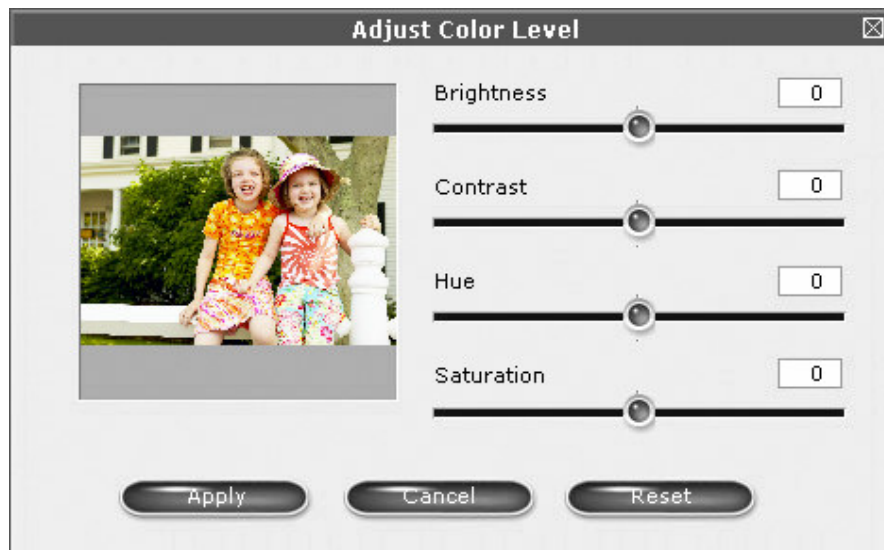 Adjust Color Level
Brightness 0
Contrast 0
Hue 0
Saturation 0
Apply Cancel Reset